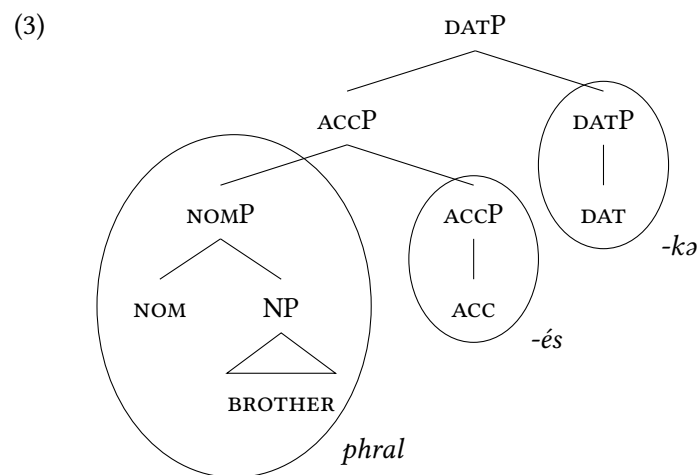 (3)
DATP
ACCP DATP
NOMP ACCP DAT
-kə
NOM NP ACC
-és
BROTHER
phral